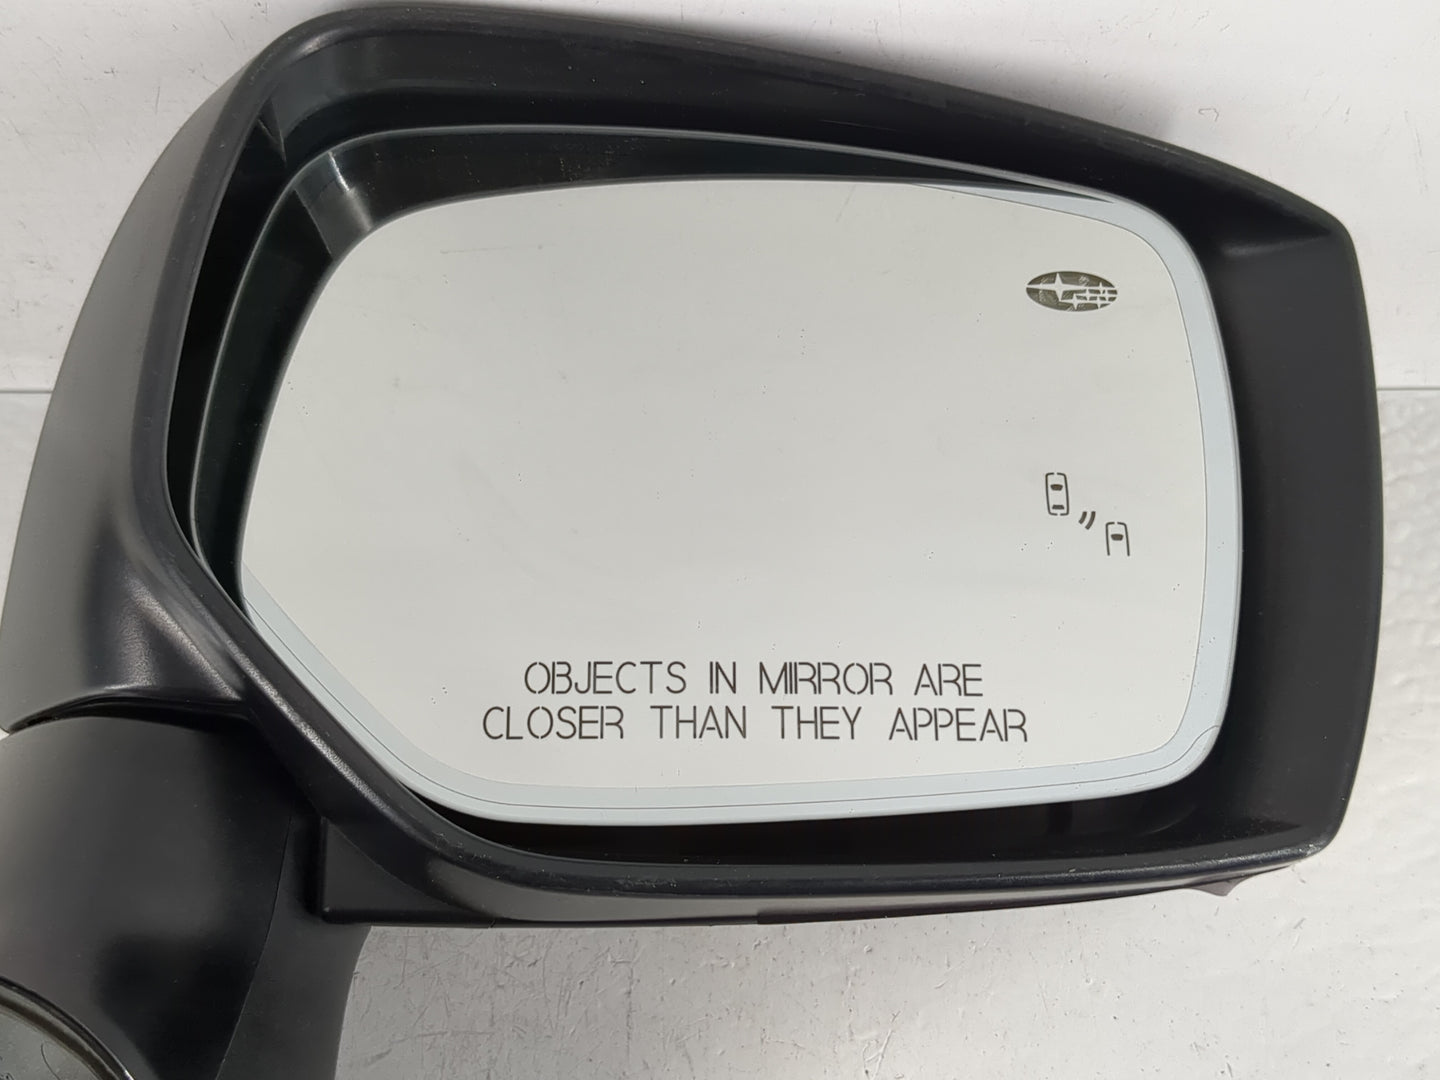 OBJECTS IN MIRROR ARE
CLOSER THAN THEY APPEAR